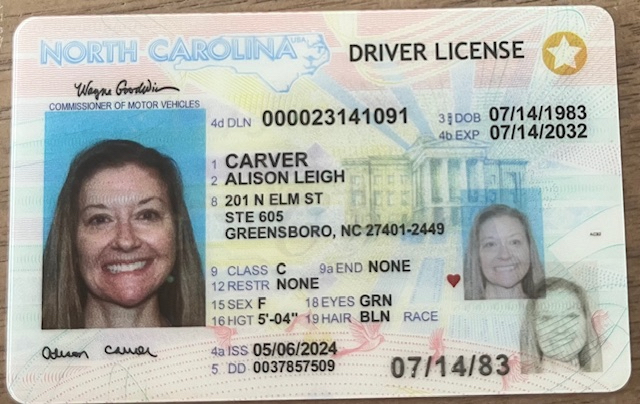 NORTH CAROLINA USA DRIVER LICENSE
Wayne Goodwin
COMMISSIONER OF MOTOR VEHICLES
4d DLN 000023141091 3 DOB 07/14/1983
4b EXP 07/14/2032
1 CARVER
2 ALISON LEIGH
8 201 N ELM ST
STE 605
GREENSBORO, NC 27401-2449
9 CLASS C 9a END NONE
12 RESTR NONE
15 SEX F 18 EYES GRN
16 HGT 5'-04" 19 HAIR BLN RACE
Alison Carver
4a ISS 05/06/2024
5 DD 0037857509
07/14/83